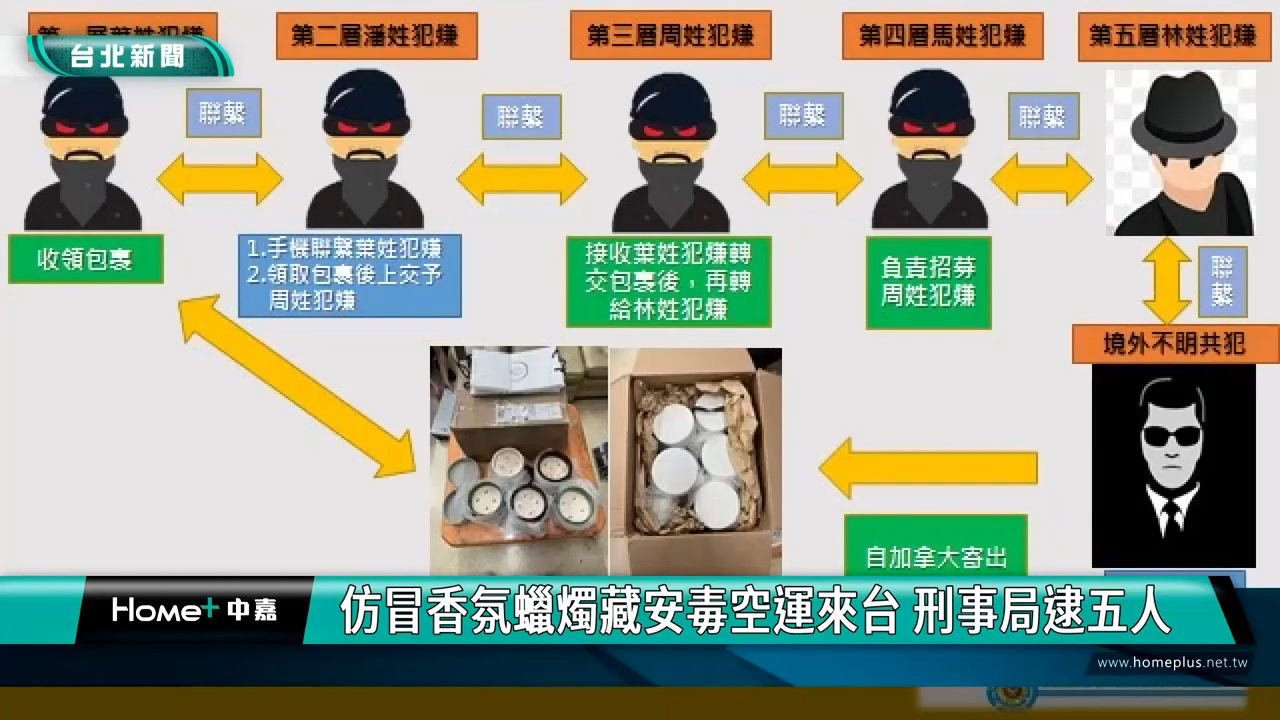 台北新聞
第二層潘姓犯嫌
第三層周姓犯嫌
第四層馬姓犯嫌
第五層林姓犯嫌
聯繫
聯繫
聯繫
聯繫
收領包裹
1.手機聯繫葉姓犯嫌
2.領取包裹後上交予
周姓犯嫌
接收葉姓犯嫌轉
交包裹後，再轉
給林姓犯嫌
負責招募
周姓犯嫌
聯
繫
境外不明共犯
自加拿大寄出
Home+中嘉
仿冒香氛蠟燭藏安毒空運來台 刑事局逮五人
www.homeplus.net.tw